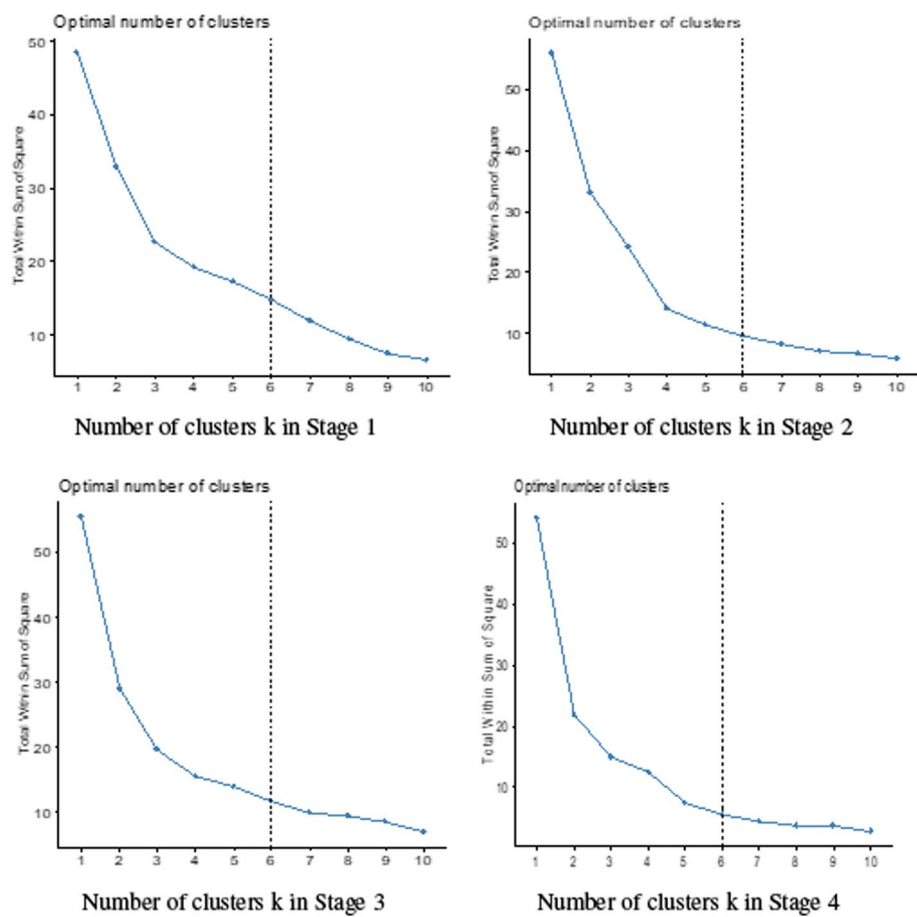 Optimal number of clusters
Total Within Sum of Square
50
40
30
20
10
1 2 3 4 5 6 7 8 9 10
Number of clusters k in Stage 1
Optimal number of clusters
Total Within Sum of Square
50
40
30
20
10
1 2 3 4 5 6 7 8 9 10
Number of clusters k in Stage 2
Optimal number of clusters
Total Within Sum of Square
50
40
30
20
10
1 2 3 4 5 6 7 8 9 10
Number of clusters k in Stage 3
Optimal number of clusters
Total Within Sum of Square
50
40
30
20
10
1 2 3 4 5 6 7 8 9 10
Number of clusters k in Stage 4